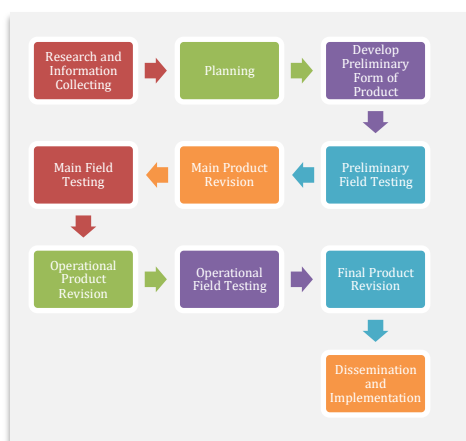 Research and
Information
Collecting
Planning
Develop
Preliminary
Form of
Product
Preliminary
Field Testing
Main Product
Revision
Main Field
Testing
Operational
Product
Revision
Operational
Field Testing
Final Product
Revision
Dissemination
and
Implementation